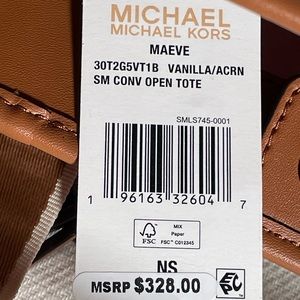 MICHAEL
MICHAEL KORS
MAEVE
30T2G5VT1B VANILLA/ACRN
SM CONV OPEN TOTE
SMLS745-0001
1 96163 32604 7
FSC
MIX
Paper
FSC™ C012345
NS
MSRP $328.00